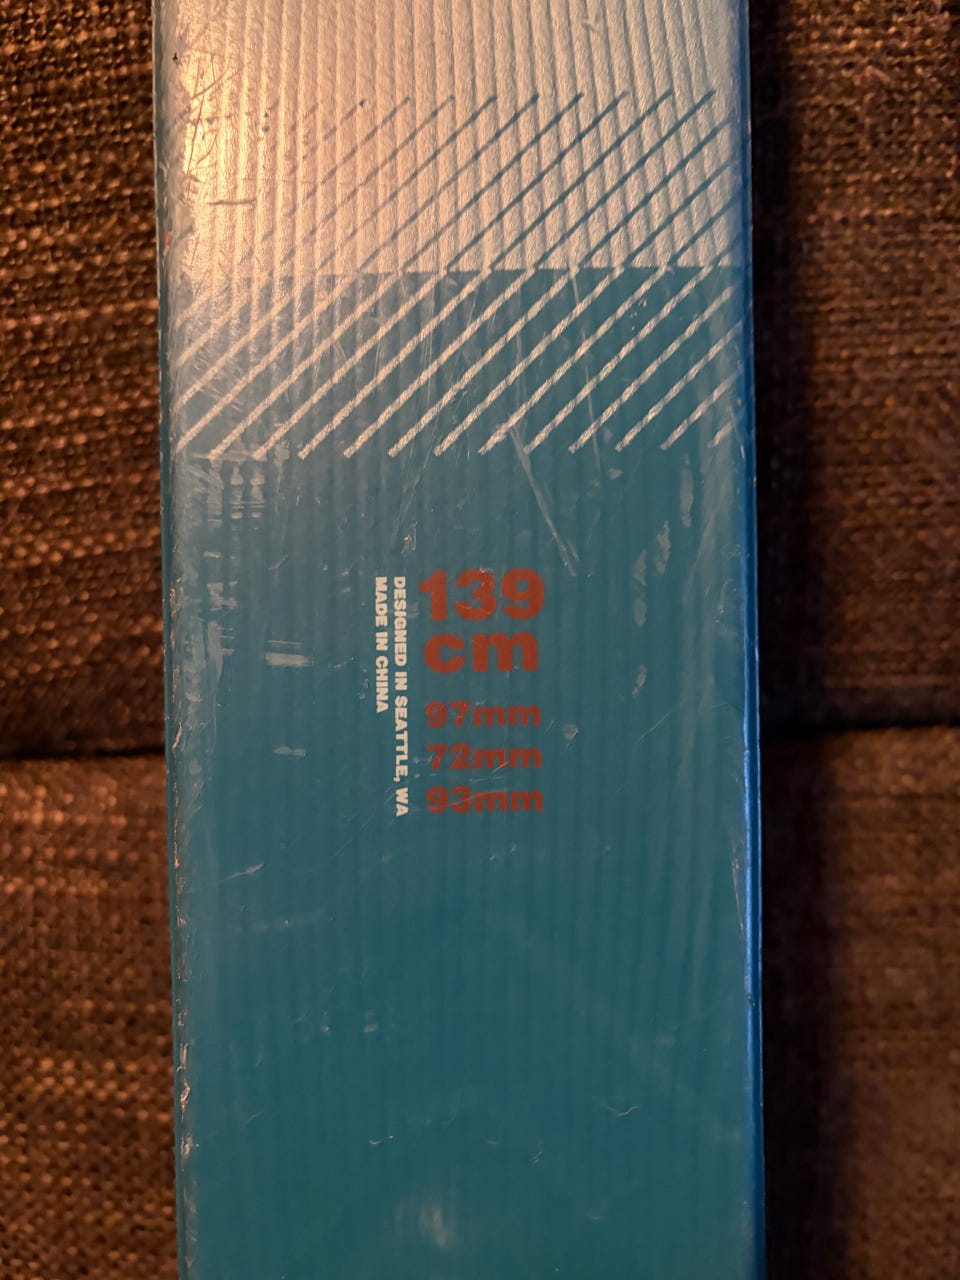 139
cm
97mm
72mm
93mm
DESIGNED IN SEATTLE, WA
MADE IN CHINA